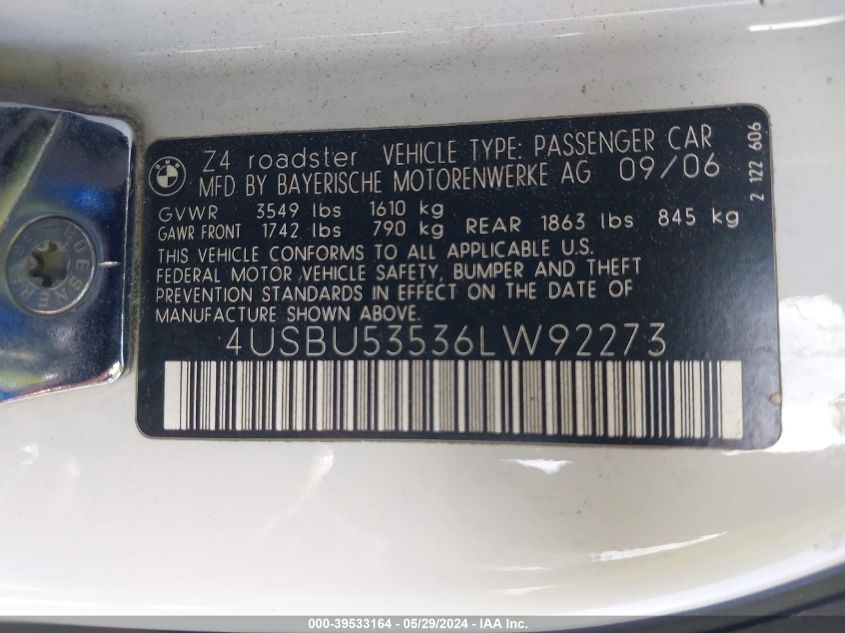 BMW
Z4 roadster VEHICLE TYPE: PASSENGER CAR
MFD BY BAYERISCHE MOTORENWERKE AG 09/06
GVWR 3549 lbs 1610 kg
GAWR FRONT 1742 lbs 790 kg REAR 1863 lbs 845 kg
THIS VEHICLE CONFORMS TO ALL APPLICABLE U.S.
FEDERAL MOTOR VEHICLE SAFETY, BUMPER AND THEFT
PREVENTION STANDARDS IN EFFECT ON THE DATE OF
MANUFACTURE SHOWN ABOVE.
4USBU53536LW92273
2 122 606
000-39533164 - 05/29/2024 - IAA Inc.